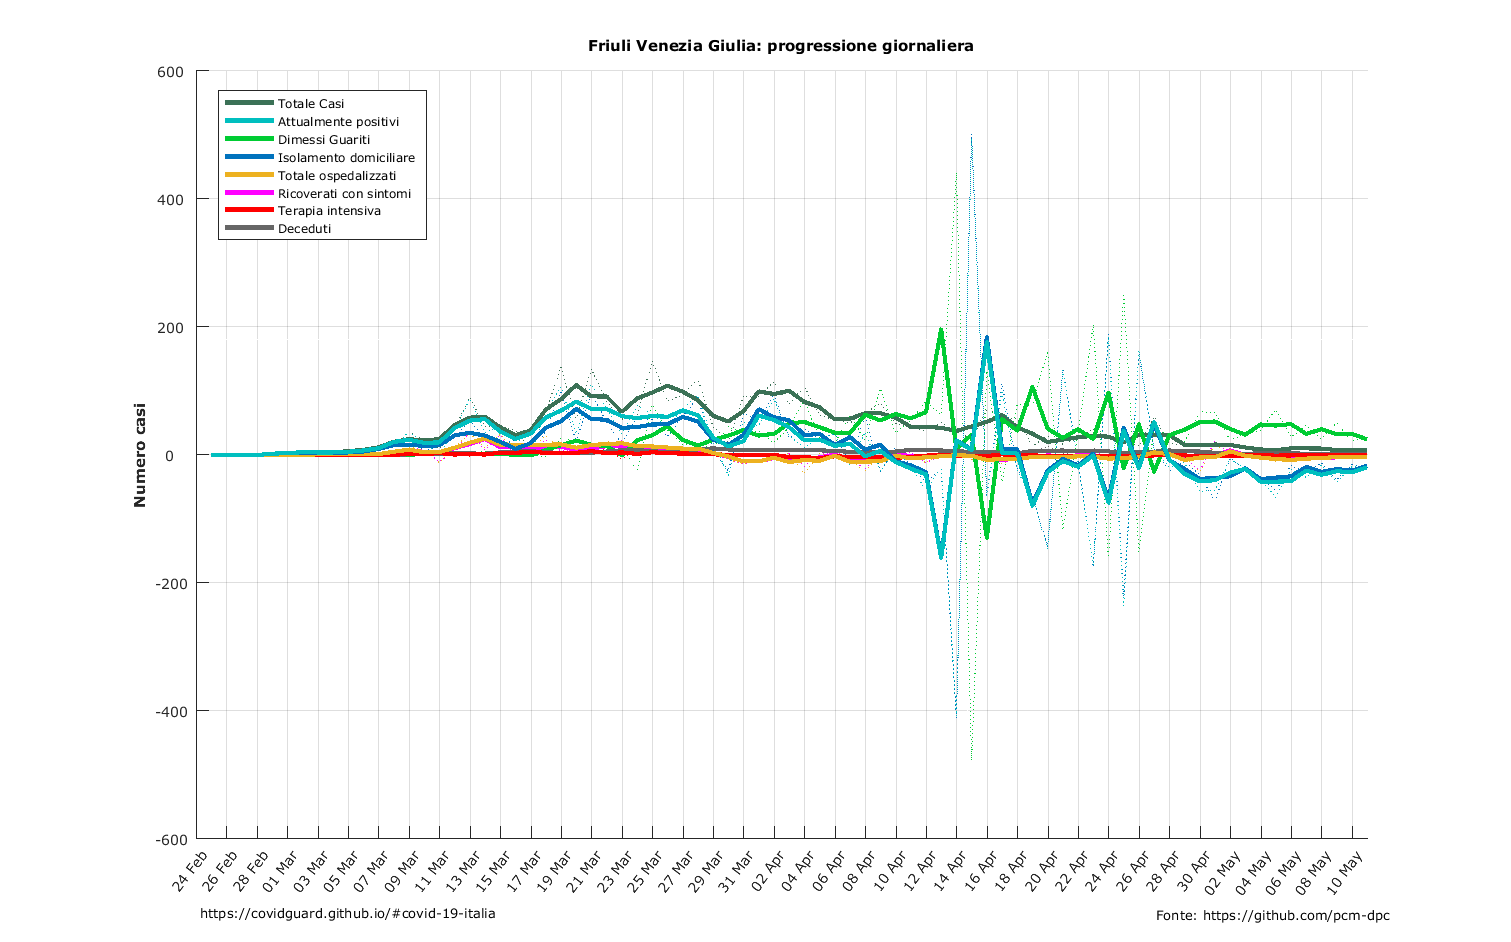 Friuli Venezia Giulia: progressione giornaliera
600
400
200
0
-200
-400
-600
Numero casi
Totale Casi
Attualmente positivi
Dimessi Guariti
Isolamento domiciliare
Totale ospedalizzati
Ricoverati con sintomi
Terapia intensiva
Deceduti
24 Feb
26 Feb
28 Feb
01 Mar
03 Mar
05 Mar
07 Mar
09 Mar
11 Mar
13 Mar
15 Mar
17 Mar
19 Mar
21 Mar
23 Mar
25 Mar
27 Mar
29 Mar
31 Mar
02 Apr
04 Apr
06 Apr
08 Apr
10 Apr
12 Apr
14 Apr
16 Apr
18 Apr
20 Apr
22 Apr
24 Apr
26 Apr
28 Apr
30 Apr
02 May
04 May
06 May
08 May
10 May
https://covidguard.github.io/#covid-19-italia
Fonte: https://github.com/pcm-dpc